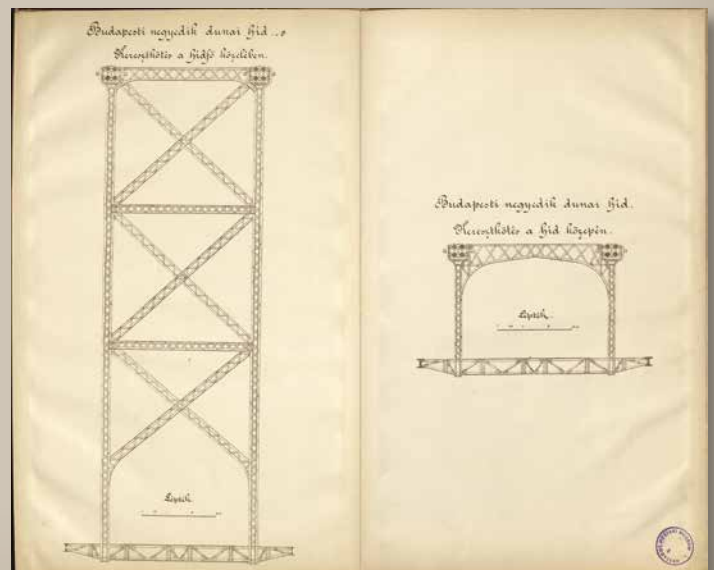 Budapesti negyedik dunai híd.
Keresztkötés a hídfő közelében.
Lépték.
Budapesti negyedik dunai híd.
Keresztkötés a híd közepén.
Lépték.